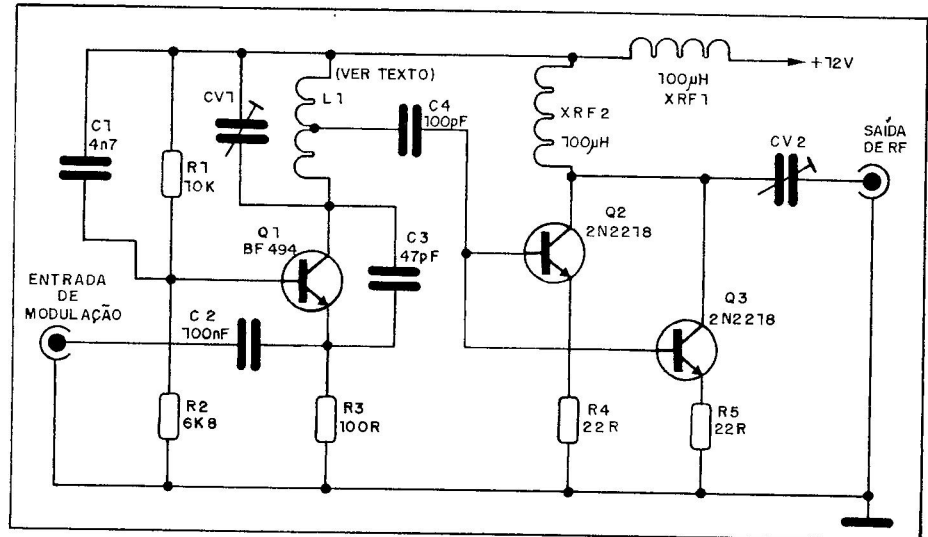 (VER TEXTO)
L1
CV1
C1
4n7
R1
10K
C4
100pF
XRF2
100µH
100µH
XRF1
+12V
SAÍDA
DE RF
CV2
Q1
BF494
C3
47pF
Q2
2N2218
Q3
2N2218
ENTRADA
DE
MODULAÇÃO
C2
100nF
R2
6K8
R3
100R
R4
22R
R5
22R